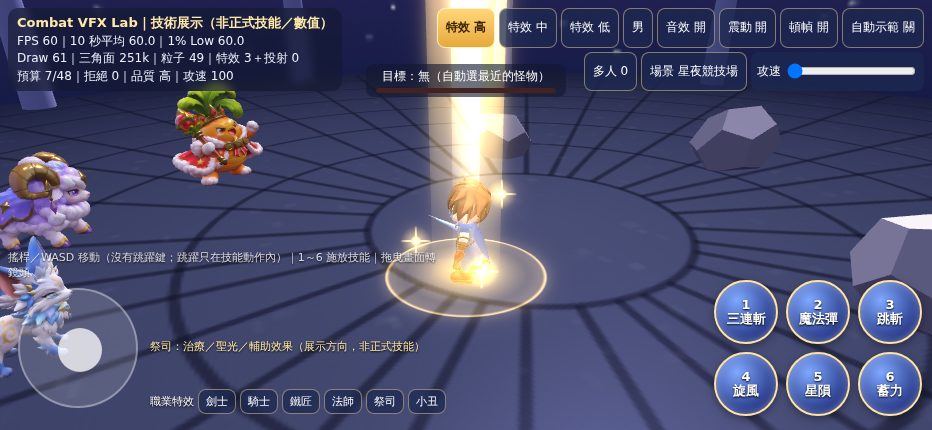 Combat VFX Lab｜技術展示（非正式技能／數值）
FPS 60｜10 秒平均 60.0｜1% Low 60.0
Draw 61｜三角面 251k｜粒子 49｜特效 3＋投射 0
預算 7/48｜拒絕 0｜品質 高｜攻速 100
特效 高
特效 中
特效 低
男
音效 開
震動 開
頓幀 開
自動示範 關
目標：無（自動選最近的怪物）
多人 0
場景 星夜競技場
攻速
搖桿／WASD 移動（沒有跳躍鍵；跳躍只在技能動作內）｜1~6 施放技能｜拖曳畫面轉
鏡頭
1
三連斬
2
魔法彈
3
跳斬
祭司：治療／聖光／輔助效果（展示方向，非正式技能）
4
旋風
5
星隕
6
蓄力
職業特效
劍士
騎士
鐵匠
法師
祭司
小丑